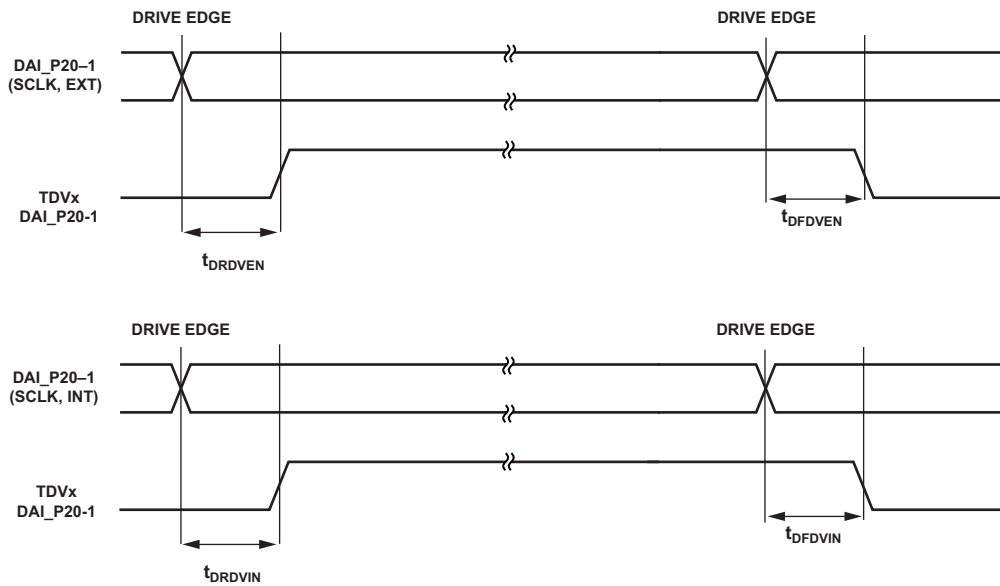 DRIVE EDGE
DRIVE EDGE
DAI_P20–1
(SCLK, EXT)
TDVx
DAI_P20-1
tDFDVEN
tDRDVEN
DRIVE EDGE
DRIVE EDGE
DAI_P20–1
(SCLK, INT)
TDVx
DAI_P20-1
tDFDVIN
tDRDVIN